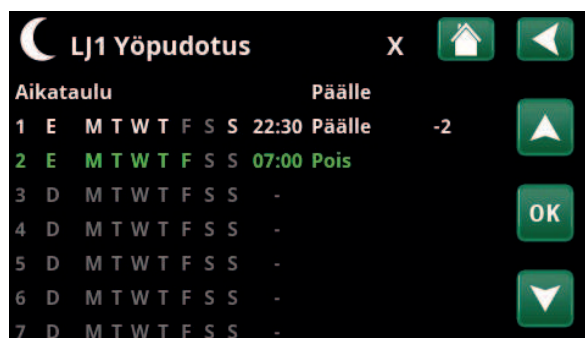 LJ1 Yöpudotus X
Aikataulu Päälle
1 E M T W T F S S 22:30 Päälle -2
2 E M T W T F S S 07:00 Pois
3 D M T W T F S S -
4 D M T W T F S S -
OK
5 D M T W T F S S -
6 D M T W T F S S -
7 D M T W T F S S